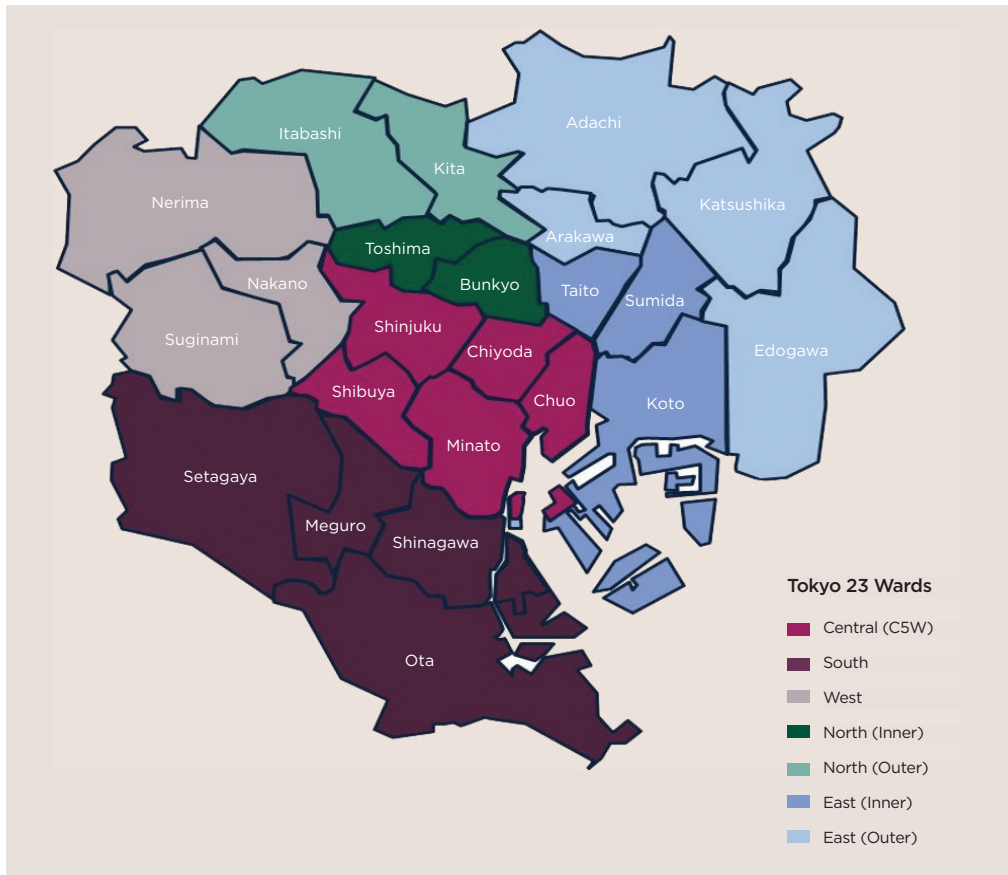 Adachi
Itabashi
Kita
Nerima
Katsushika
Arakawa
Toshima
Nakano
Bunkyo
Taito
Sumida
Shinjuku
Suginami
Chiyoda
Edogawa
Shibuya
Chuo
Koto
Minato
Setagaya
Meguro
Shinagawa
Ota
Tokyo 23 Wards
Central (C5W)
South
West
North (Inner)
North (Outer)
East (Inner)
East (Outer)